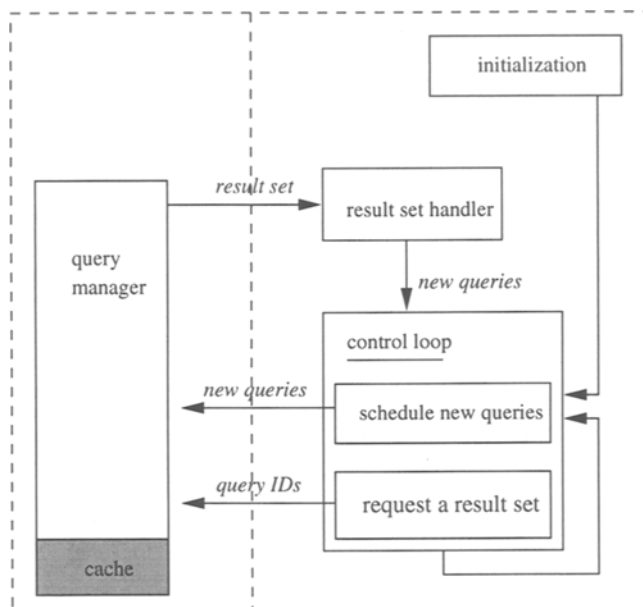 initialization
result set
result set handler
query
manager
new queries
control loop
new queries
schedule new queries
query IDs
request a result set
cache